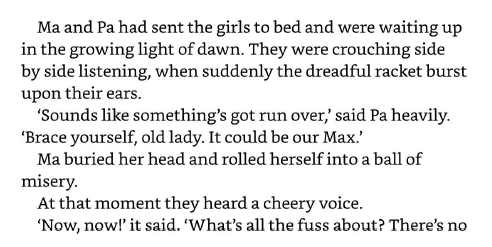 Ma and Pa had sent the girls to bed and were waiting up
in the growing light of dawn. They were crouching side
by side listening, when suddenly the dreadful racket burst
upon their ears.
‘Sounds like something’s got run over,’ said Pa heavily.
‘Brace yourself, old lady. It could be our Max.’
Ma buried her head and rolled herself into a ball of
misery.
At that moment they heard a cheery voice.
‘Now, now!’ it said. ‘What’s all the fuss about? There’s no